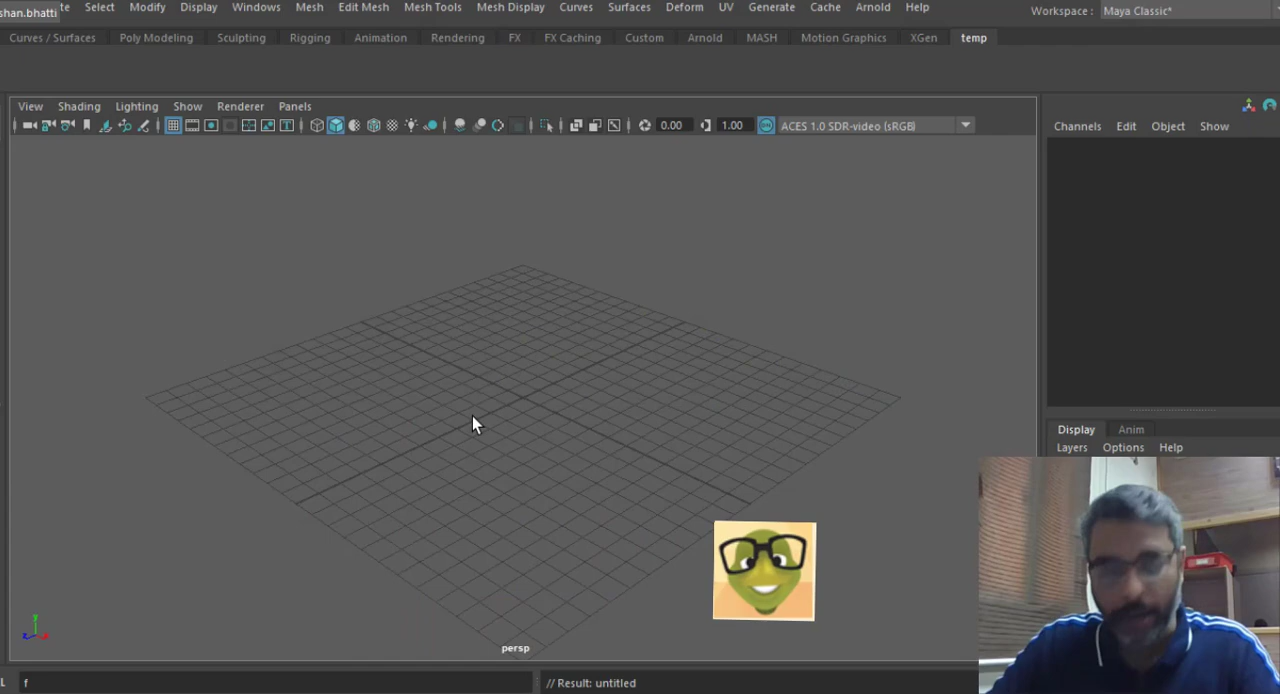 shan.bhatti
te Select Modify Display Windows Mesh Edit Mesh Mesh Tools Mesh Display Curves Surfaces Deform UV Generate Cache Arnold Help Workspace : Maya Classic*
Curves / Surfaces Poly Modeling Sculpting Rigging Animation Rendering FX FX Caching Custom Arnold MASH Motion Graphics XGen temp
View Shading Lighting Show Renderer Panels
0.00 1.00 ON ACES 1.0 SDR-video (sRGB)
Channels Edit Object Show
Display Anim
Layers Options Help
y
z x
persp
L f // Result: untitled